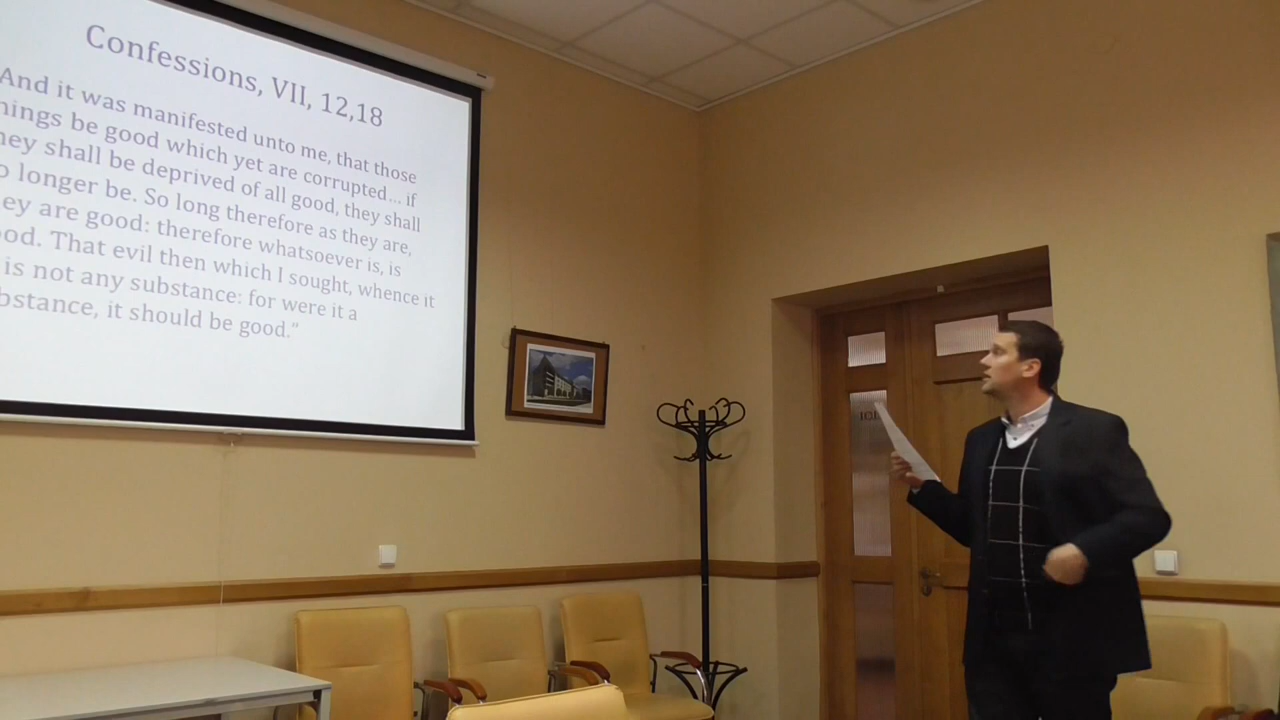 Confessions, VII, 12,18
And it was manifested unto me, that those
hings be good which yet are corrupted... if
hey shall be deprived of all good, they shall
o longer be. So long therefore as they are,
ey are good: therefore whatsoever is, is
ood. That evil then which I sought, whence it
is not any substance: for were it a
bstance, it should be good.”